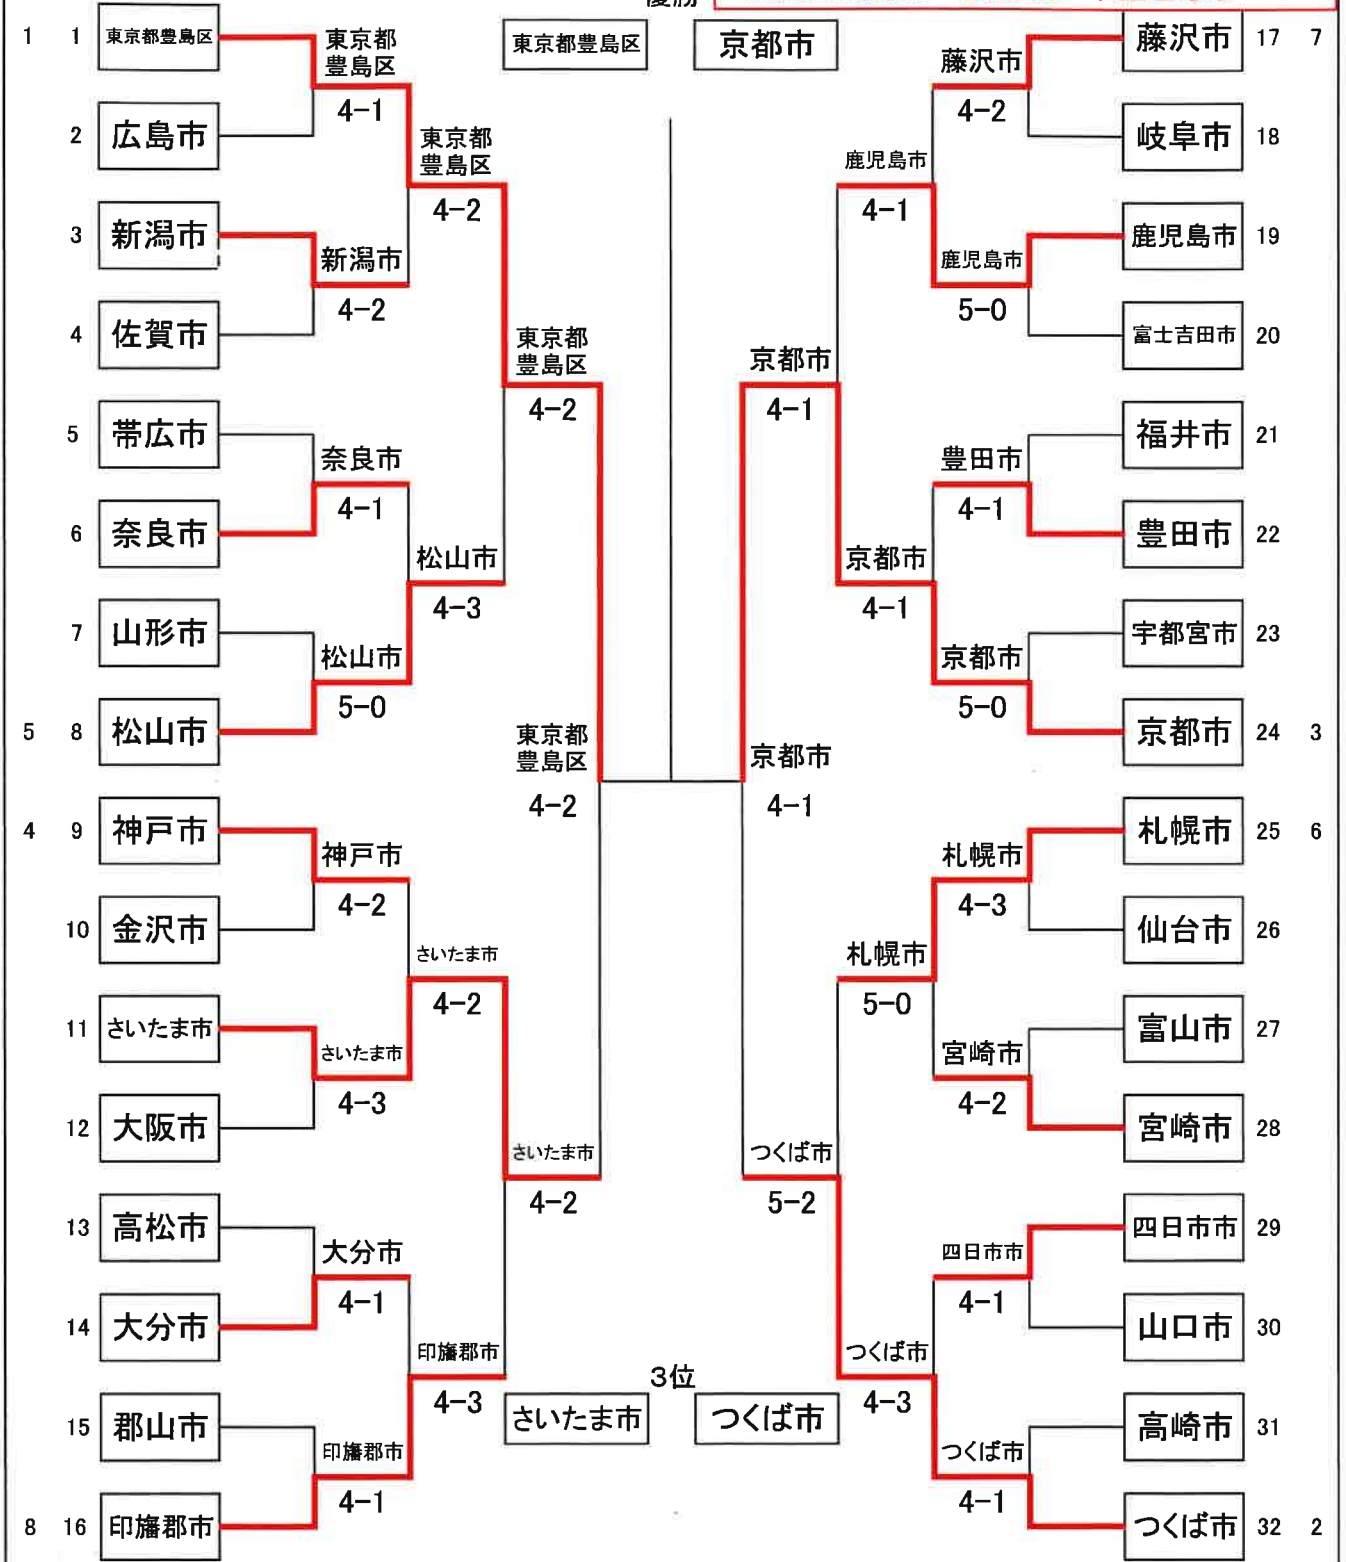 優勝
東京都豊島区
京都市
1 1 東京都豊島区
2 広島市
3 新潟市
4 佐賀市
5 帯広市
6 奈良市
7 山形市
5 8 松山市
4 9 神戸市
10 金沢市
11 さいたま市
12 大阪市
13 高松市
14 大分市
15 郡山市
8 16 印旛郡市
東京都
豊島区
4-1
新潟市
4-2
奈良市
4-1
松山市
5-0
神戸市
4-2
さいたま市
4-3
大分市
4-1
印旛郡市
4-1
東京都
豊島区
4-2
松山市
4-3
さいたま市
4-2
印旛郡市
4-3
東京都
豊島区
4-2
さいたま市
4-2
東京都
豊島区
4-2
京都市
4-1
京都市
4-1
つくば市
5-2
鹿児島市
4-1
京都市
4-1
札幌市
5-0
つくば市
4-3
藤沢市
4-2
鹿児島市
5-0
豊田市
4-1
京都市
5-0
札幌市
4-3
宮崎市
4-2
四日市市
4-1
つくば市
4-1
藤沢市 17 7
岐阜市 18
鹿児島市 19
富士吉田市 20
福井市 21
豊田市 22
宇都宮市 23
京都市 24 3
札幌市 25 6
仙台市 26
富山市 27
宮崎市 28
四日市市 29
山口市 30
高崎市 31
つくば市 32 2
3位
さいたま市
つくば市